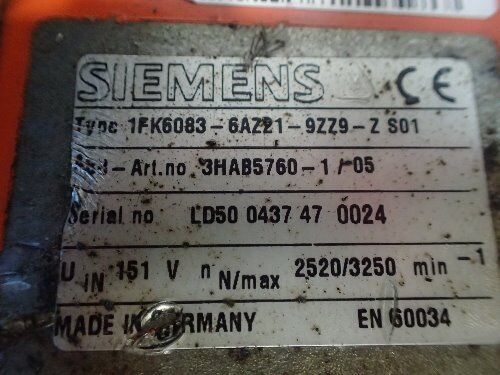 SIEMENS CE
Type 1FK6083-6AZ21-9ZZ9-Z S01
-Art.no 3HAB5760-1/05
Serial no LD50 0437 47 0024
U IN 151 V n N/max 2520/3250 min -1
MADE IN GERMANY EN 60034